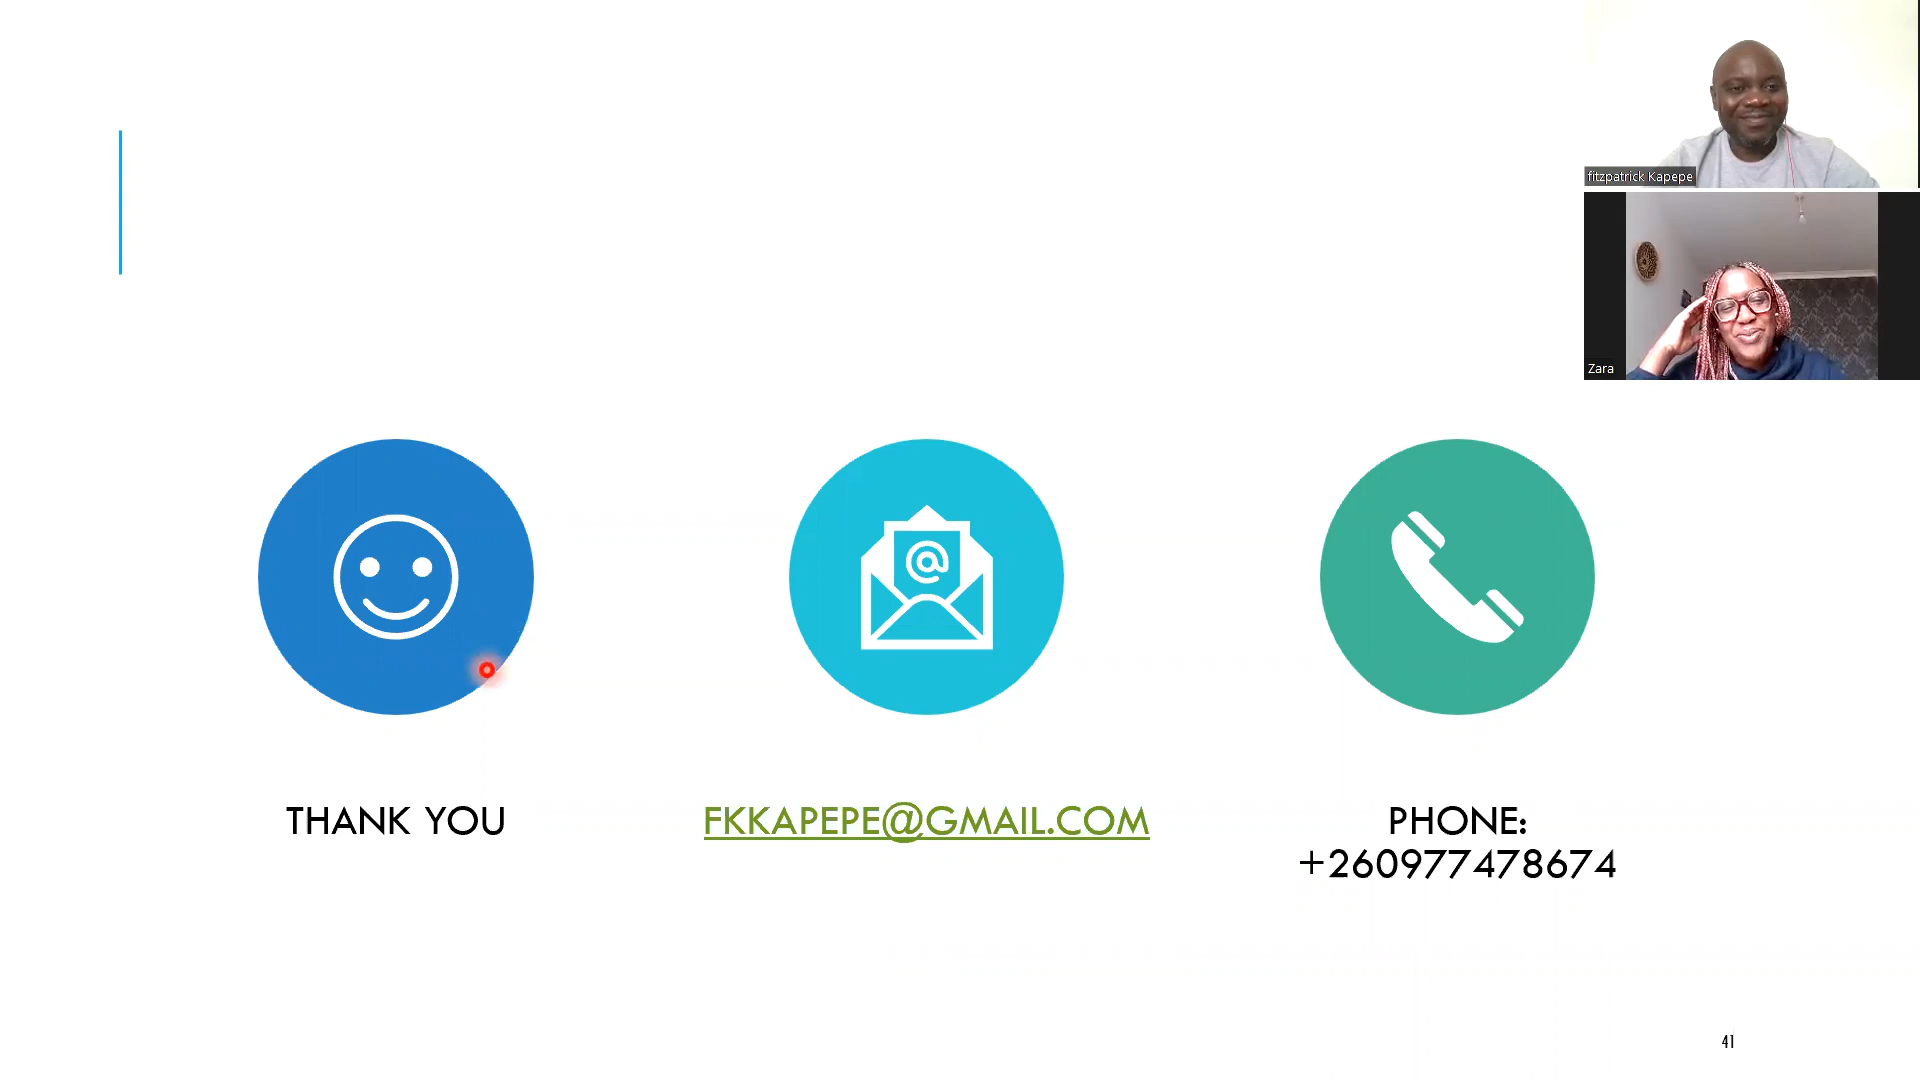 fitzpatrick Kapepe
Zara
@
THANK YOU
FKKAPEPE@GMAIL.COM
PHONE:
+260977478674
41